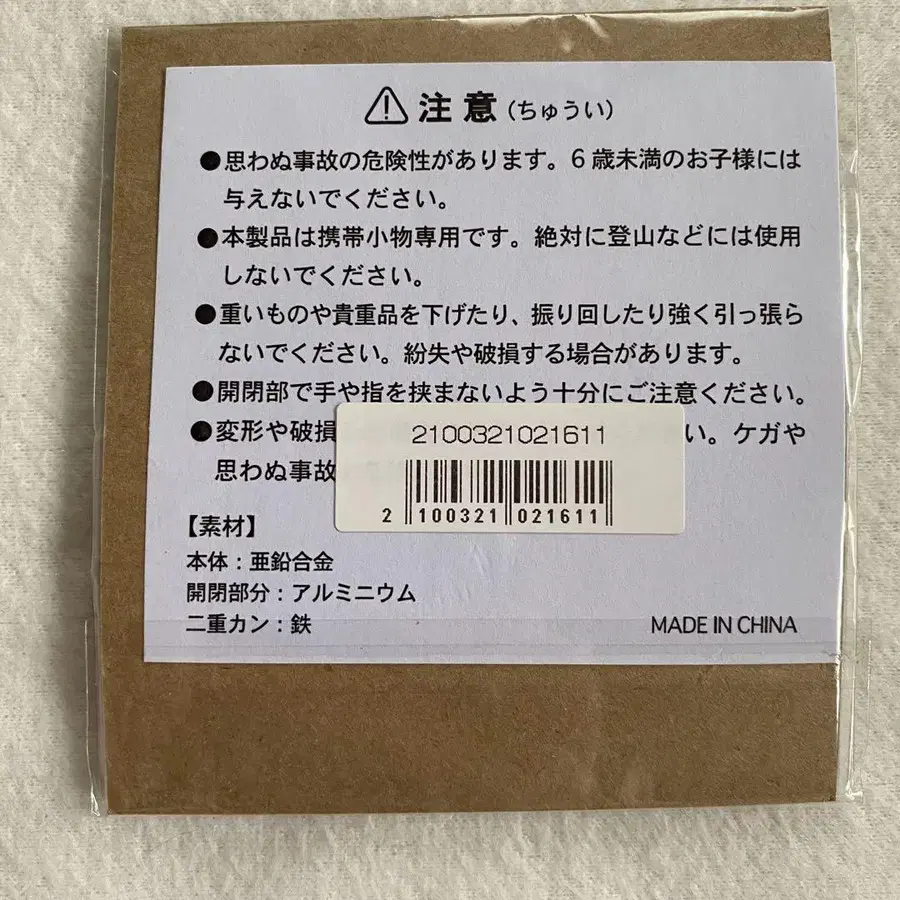 注意(ちゅうい)
●思わぬ事故の危険性があります。6歳未満のお子様には
与えないでください。
●本製品は携帯小物専用です。絶対に登山などには使用
しないでください。
●重いものや貴重品を下げたり、振り回したり強く引っ張ら
ないでください。紛失や破損する場合があります。
●開閉部で手や指を挟まないよう十分にご注意ください。
●変形や破損 い。ケガや
思わぬ事故
2100321021611
2 100321 021611
【素材】
本体:亜鉛合金
開閉部分:アルミニウム
二重カン:鉄
MADE IN CHINA